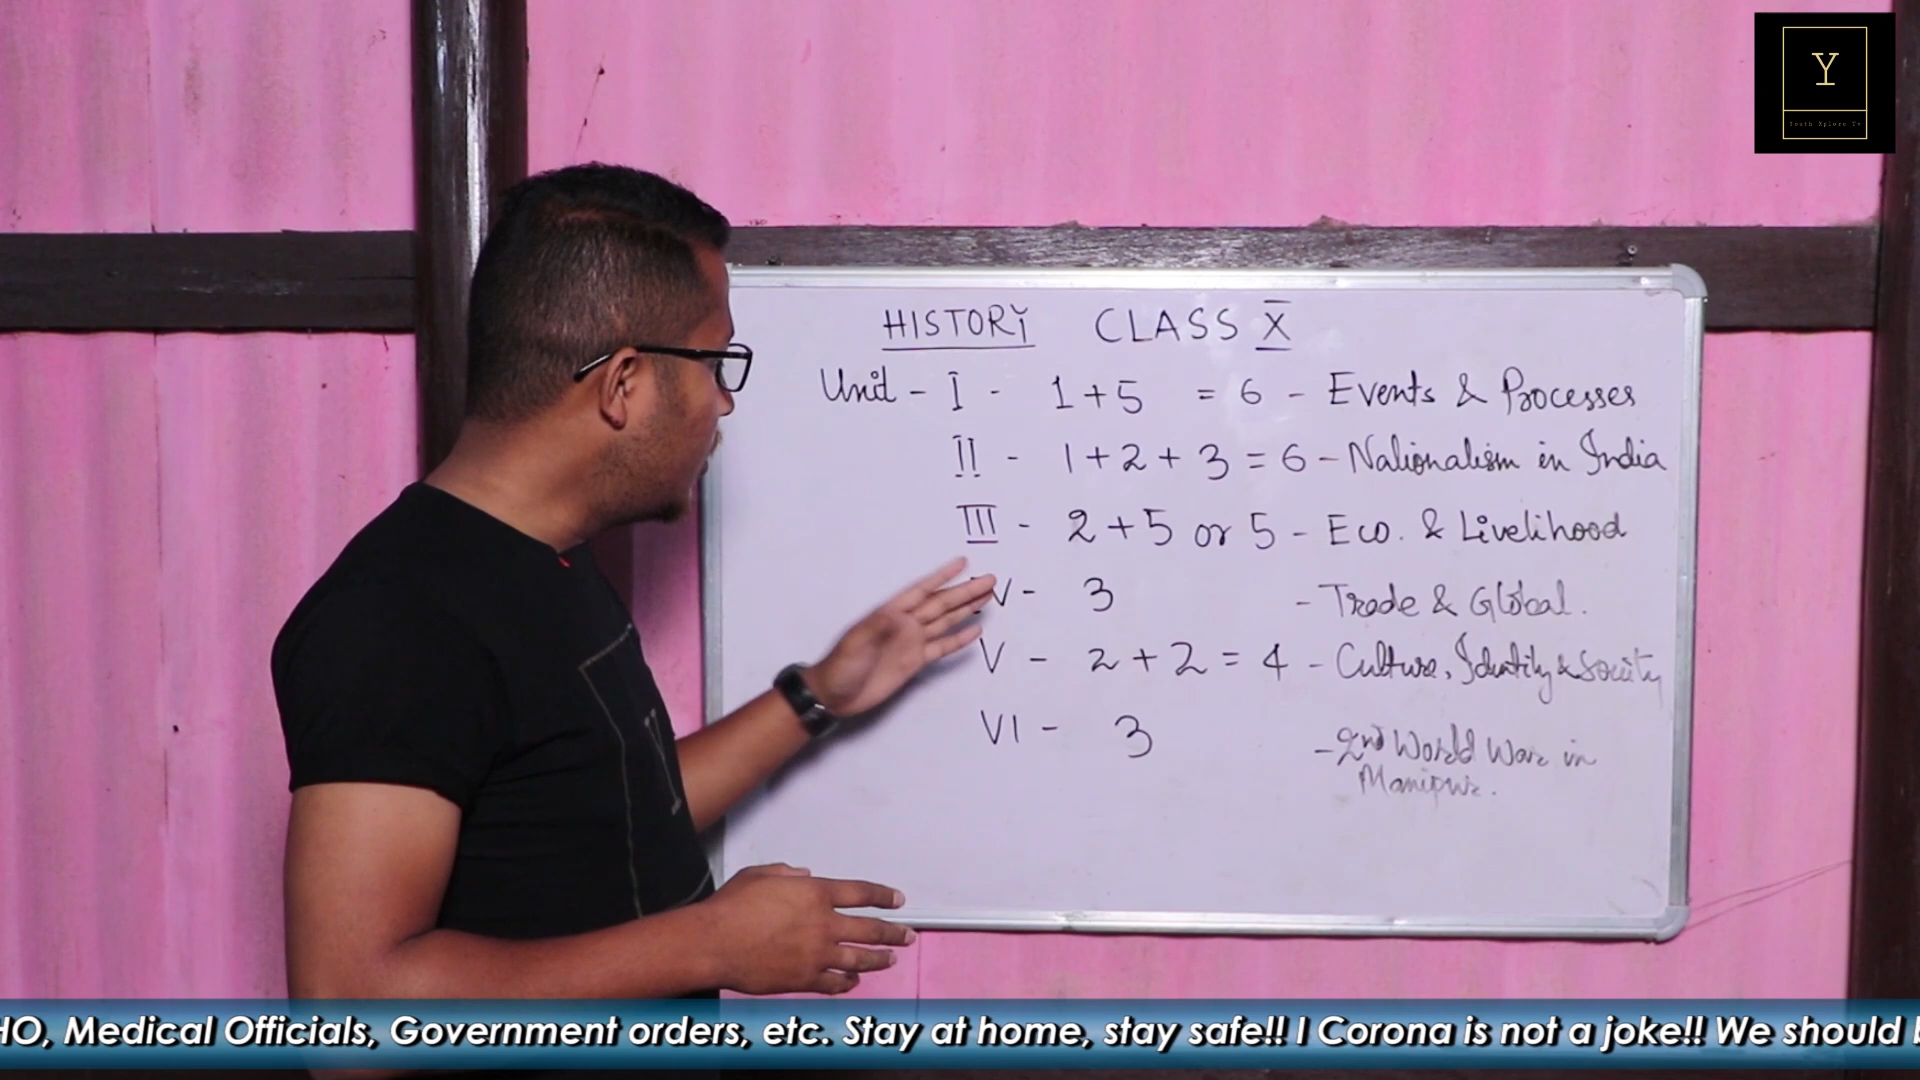 Y
HISTORY CLASS X
Unit - I - 1+5 = 6 - Events & Processes
II - 1+2+3 = 6 - Nationalism in India
III - 2+5 or 5 - Eco. & Livelihood
IV - 3 - Trade & Global.
V - 2+2 = 4 - Culture, Identity & Society
VI - 3 - 2nd World War in
Manipur.
HO, Medical Officials, Government orders, etc. Stay at home, stay safe!! I Corona is not a joke!! We should b